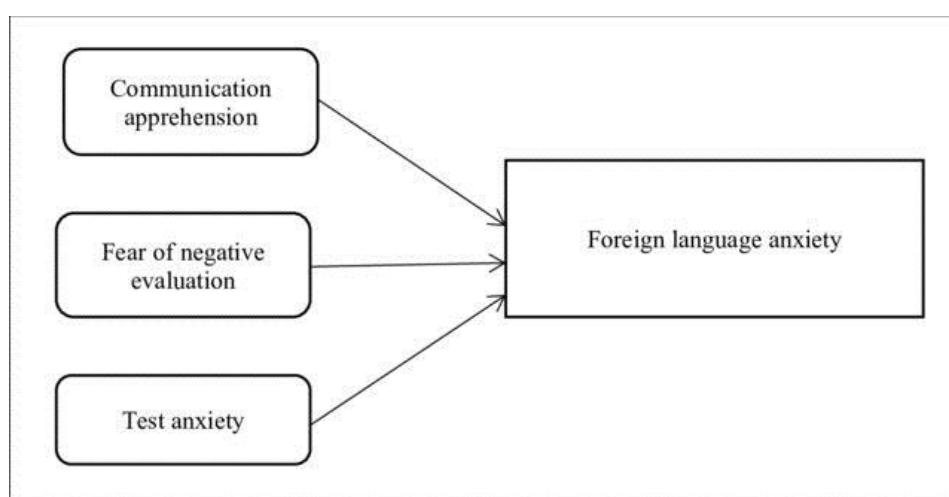 Communication
apprehension
Fear of negative
evaluation
Foreign language anxiety
Test anxiety